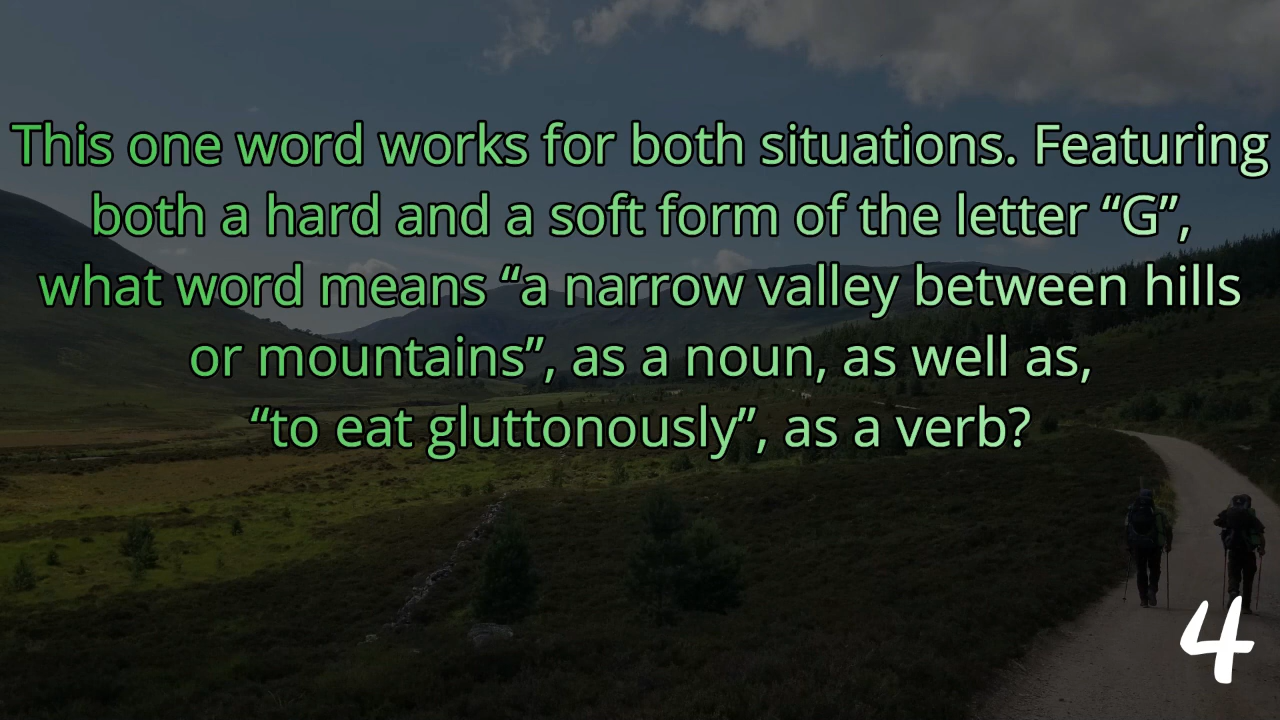 This one word works for both situations. Featuring
both a hard and a soft form of the letter “G”,
what word means “a narrow valley between hills
or mountains”, as a noun, as well as,
“to eat gluttonously”, as a verb?
4